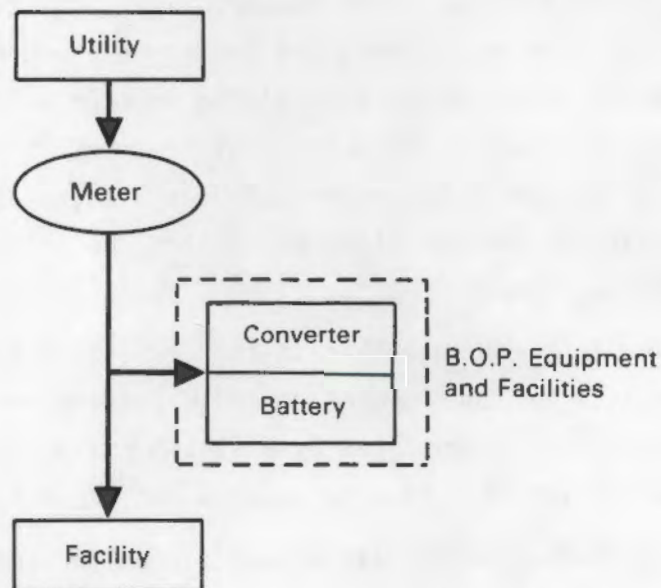 Utility
Meter
Converter
Battery
B.O.P. Equipment
and Facilities
Facility